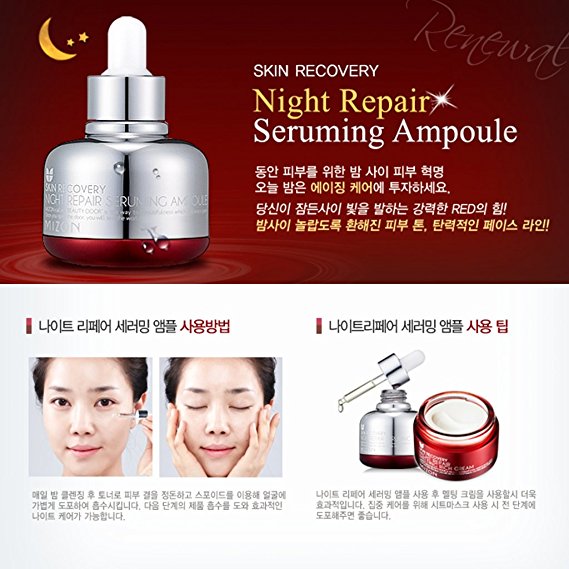 Renewal
SKIN RECOVERY
Night Repair
Seruming Ampoule
동안 피부를 위한 밤 사이 피부 혁명
오늘 밤은 에이징 케어에 투자하세요.
당신이 잠든사이 빛을 발하는 강력한 RED의 힘!
밤사이 놀랍도록 환해진 피부 톤, 탄력적인 페이스 라인!!
SKIN RECOVERY
NIGHT REPAIR SERUMING AMPOULE
MIZON
나이트 리페어 세러밍 앰플 사용방법
매일 밤 클렌징 후 토너로 피부 결을 정돈하고 스포이드를 이용해 얼굴에
가볍게 도포하여 흡수시킵니다. 다음 단계의 제품 흡수를 도와 효과적인
나이트 케어가 가능합니다.
나이트리페어 세러밍 앰플 사용 팁
SKIN RECOVERY
CREAM
나이트 리페어 세러밍 앰플 사용 후 멜팅 크림을 사용할시 더욱
효과적입니다. 집중 케어를 위해 시트마스크 사용 시 전 단계에
도포해주면 좋습니다.